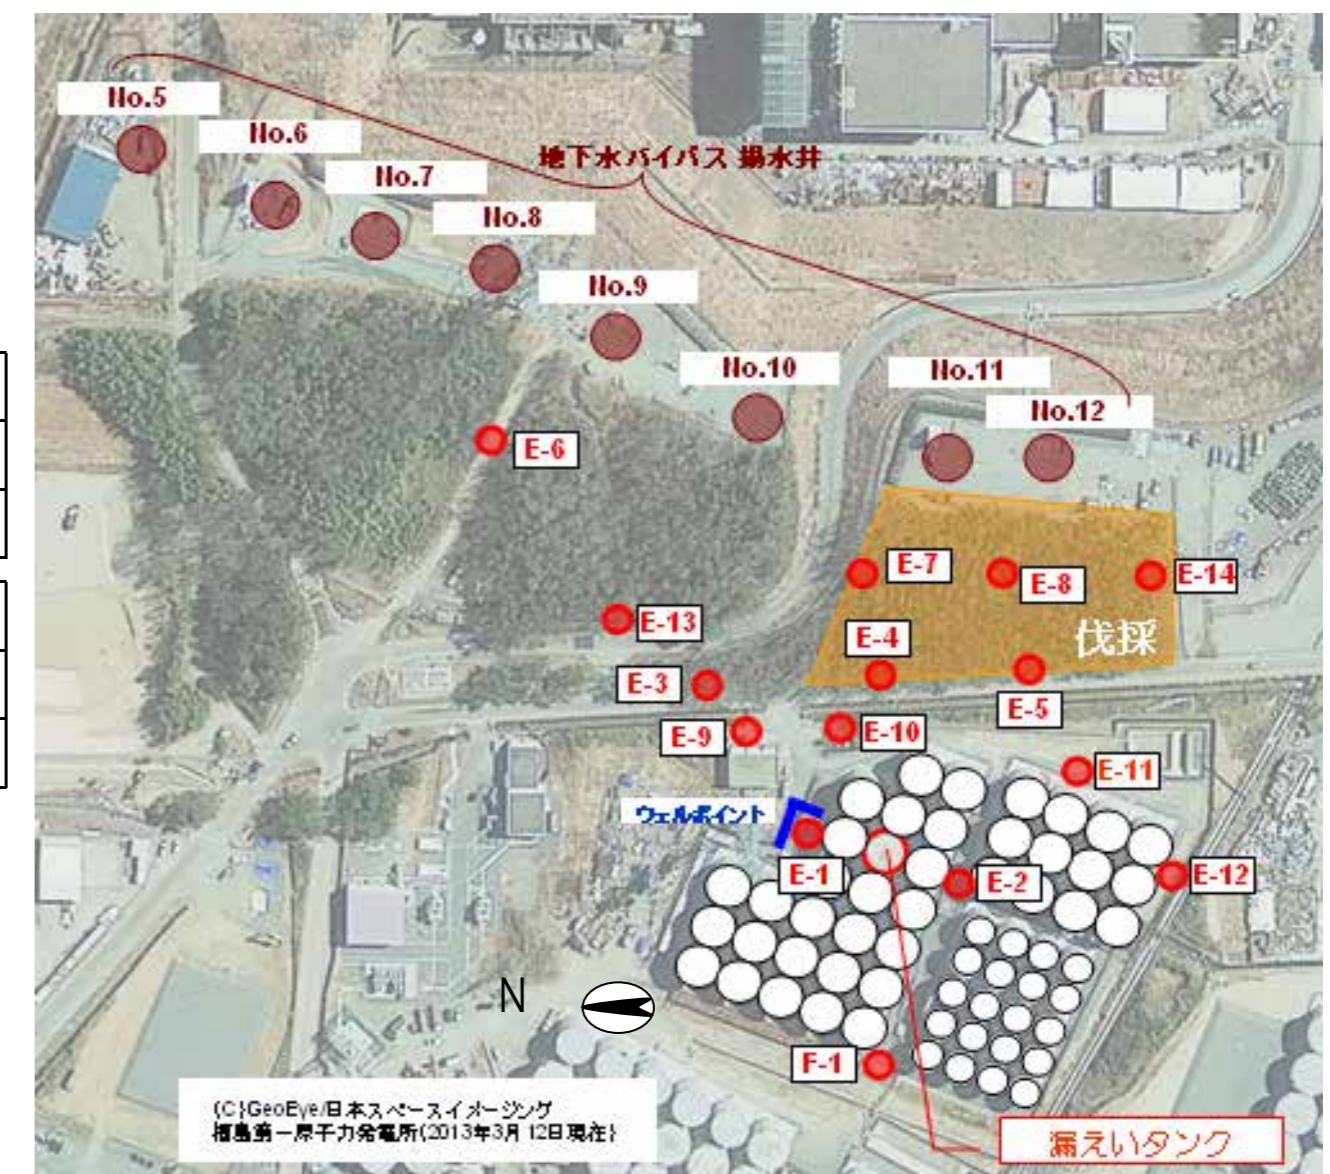 No.5
No.6
No.7
地下水バイパス 揚水井
No.8
No.9
No.10
No.11
No.12
E-6
E-7
E-8
E-14
E-13
E-4
伐採
E-3
E-5
E-9
E-10
E-11
ウェルポイント
E-1
E-2
E-12
N
F-1
(C)GeoEye/日本スペースイメージング
福島第一原子力発電所(2013年3月12日現在)
漏えいタンク